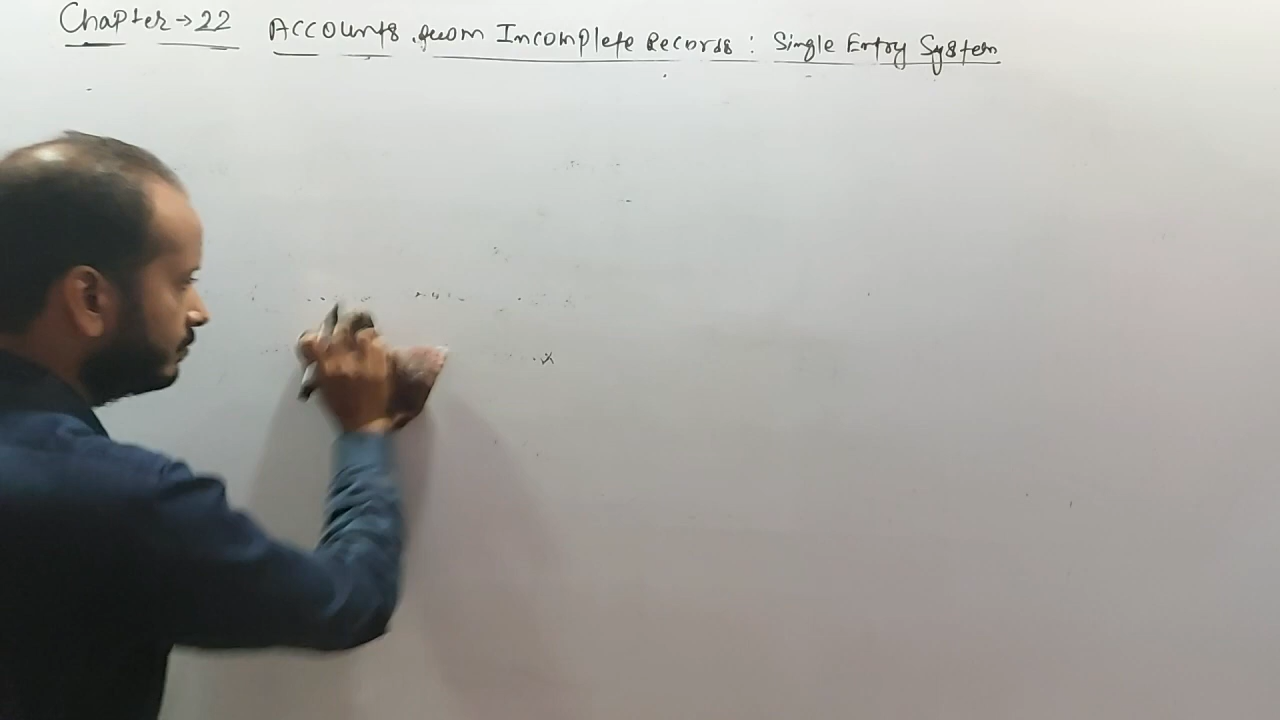 Chapter → 22 Accounts from Incomplete Records : Single Entry System